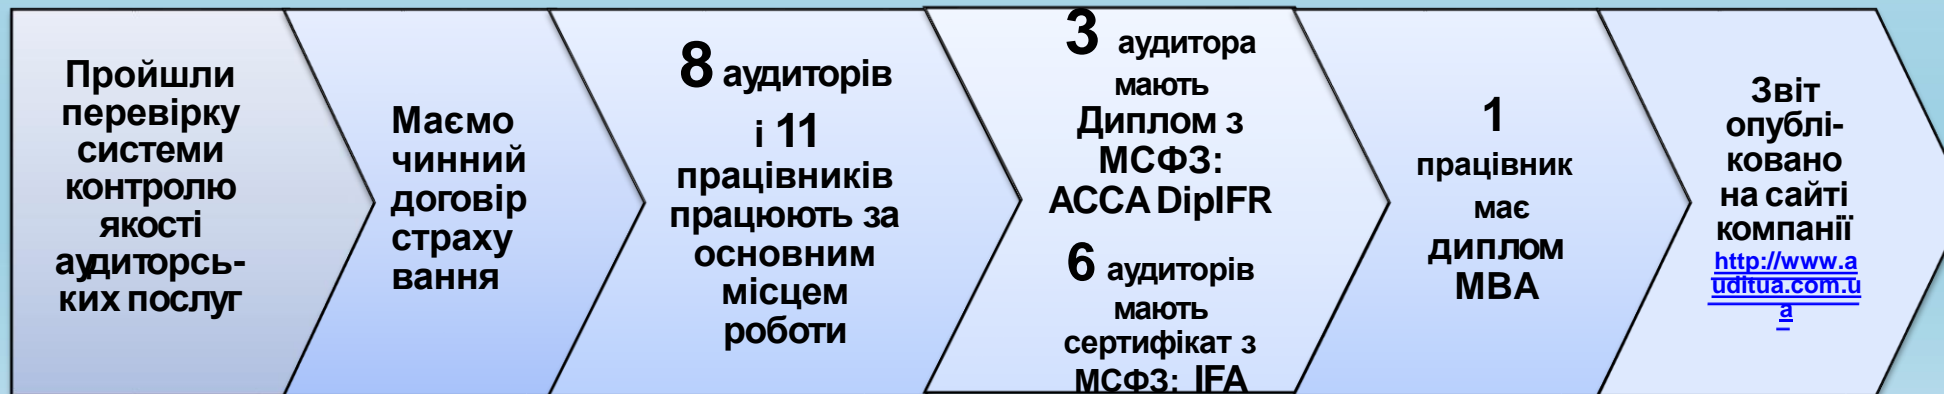 Пройшли
перевірку
системи
контролю
якості
аудиторсь-
ких послуг
Маємо
чинний
договір
страху
вання
8 аудиторів
і 11
працівників
працюють за
основним
місцем
роботи
3 аудитора
мають
Диплом з
МСФЗ:
ACCA DipIFR
6 аудиторів
мають
сертифікат з
МСФЗ: IFA
1
працівник
має
диплом
МВА
Звіт
опублі-
ковано
на сайті
компанії
http://www.a
uditua.com.u
a